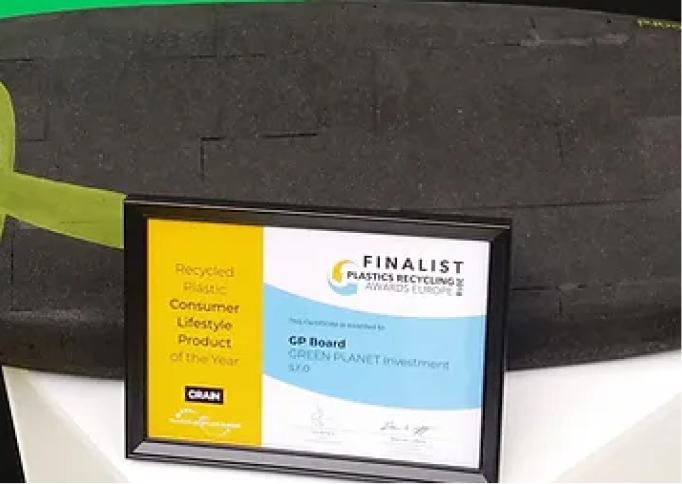 Recycled
Plastic
Consumer
Lifestyle
Product
of the Year
CRAIN
FINALIST
PLASTICS RECYCLING
AWARDS EUROPE
2018
This Certificate is awarded to
GP Board
GREEN PLANET Investment
s.r.o